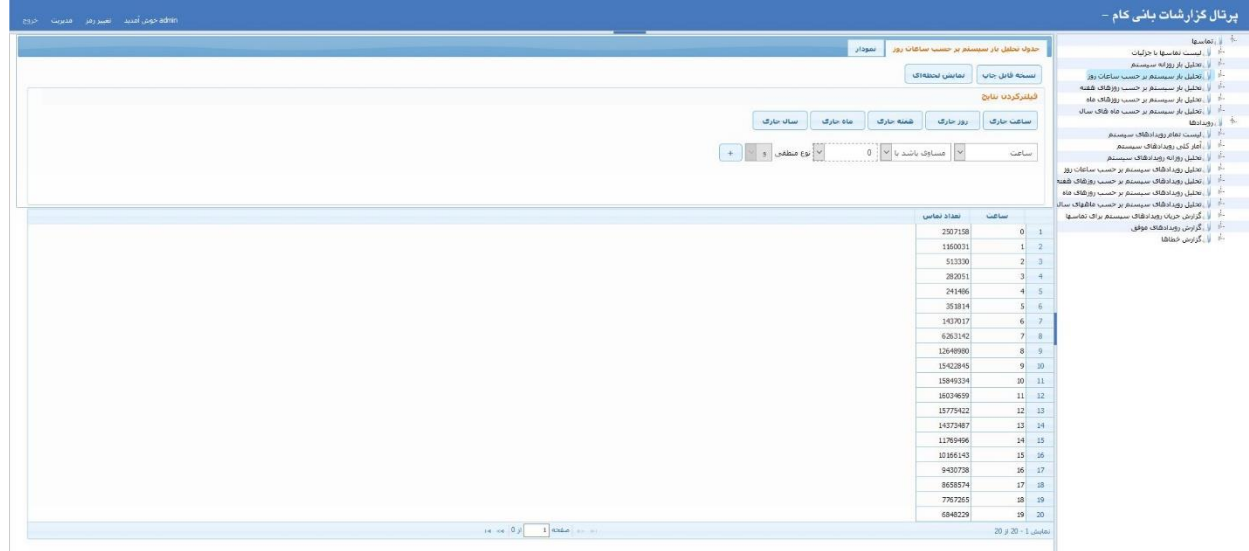 پرتال گزارشات بانی کام –
admin خوش آمدید تغییر رمز مدیریت خروج
تماسها
لیست تماسها با جزئیات
تحلیل بار روزانه سیستم
تحلیل بار سیستم بر حسب ساعات روز
تحلیل بار سیستم بر حسب روزهای هفته
تحلیل بار سیستم بر حسب روزهای ماه
تحلیل بار سیستم بر حسب ماه های سال
رویدادها
لیست تمام رویدادهای سیستم
آمار کلی رویدادهای سیستم
تحلیل روزانه رویدادهای سیستم
تحلیل رویدادهای سیستم بر حسب ساعات روز
تحلیل رویدادهای سیستم بر حسب روزهای هفته
تحلیل رویدادهای سیستم بر حسب روزهای ماه
تحلیل رویدادهای سیستم بر حسب ماههای سال
گزارش جریان رویدادهای سیستم برای تماسها
گزارش رویدادهای موفق
گزارش خطاها
جدول تحلیل بار سیستم بر حسب ساعات روز نمودار
نسخه قابل چاپ نمایش لحظه‌ای
فیلترکردن نتایج
ساعت جاری روز جاری هفته جاری ماه جاری سال جاری
ساعت مساوی باشد با 0 نوع منطقی و +
ساعت تعداد تماس
1 0 2507158
2 1 1160031
3 2 513330
4 3 282051
5 4 241486
6 5 351814
7 6 1437017
8 7 6263142
9 8 12648980
10 9 15422845
11 10 15849334
12 11 16034659
13 12 15775422
14 13 14373487
15 14 11769496
16 15 10166143
17 16 9430738
18 17 8658574
19 18 7767265
20 19 6848229
نمایش 1 - 20 از 20
صفحه 1 از 0